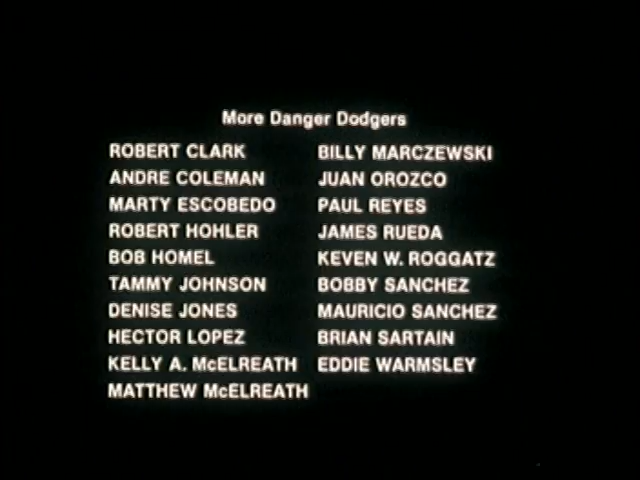 More Danger Dodgers
ROBERT CLARK
ANDRE COLEMAN
MARTY ESCOBEDO
ROBERT HOHLER
BOB HOMEL
TAMMY JOHNSON
DENISE JONES
HECTOR LOPEZ
KELLY A. McELREATH
MATTHEW McELREATH
BILLY MARCZEWSKI
JUAN OROZCO
PAUL REYES
JAMES RUEDA
KEVEN W. ROGGATZ
BOBBY SANCHEZ
MAURICIO SANCHEZ
BRIAN SARTAIN
EDDIE WARMSLEY